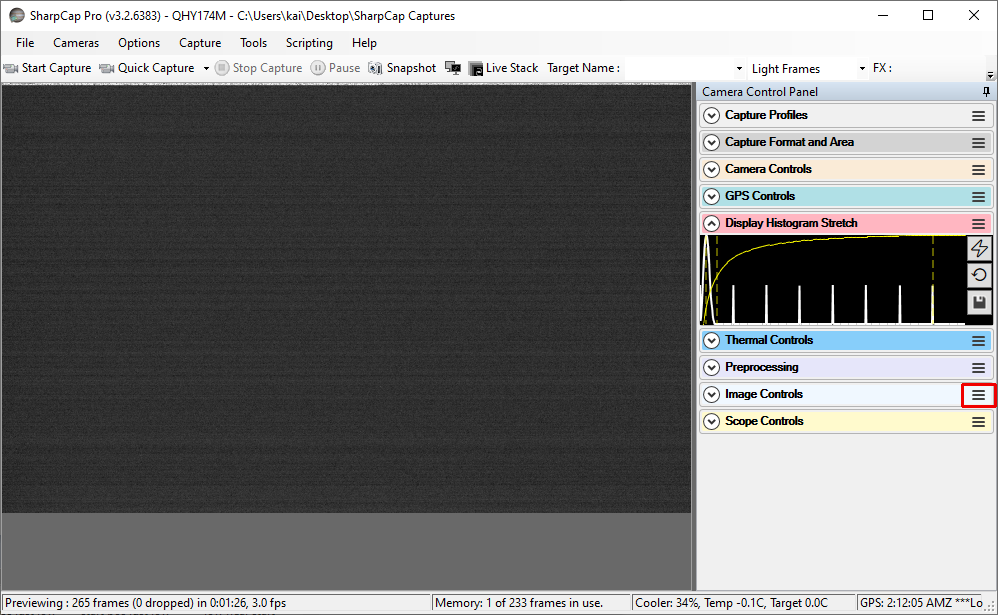 SharpCap Pro (v3.2.6383) - QHY174M - C:\Users\kai\Desktop\SharpCap Captures
File Cameras Options Capture Tools Scripting Help
Start Capture Quick Capture Stop Capture Pause Snapshot Live Stack Target Name : Light Frames FX :
Camera Control Panel
Capture Profiles
Capture Format and Area
Camera Controls
GPS Controls
Display Histogram Stretch
Thermal Controls
Preprocessing
Image Controls
Scope Controls
Previewing : 265 frames (0 dropped) in 0:01:26, 3.0 fps Memory: 1 of 233 frames in use. Cooler: 34%, Temp -0.1C, Target 0.0C GPS: 2:12:05 AMZ ***Lo